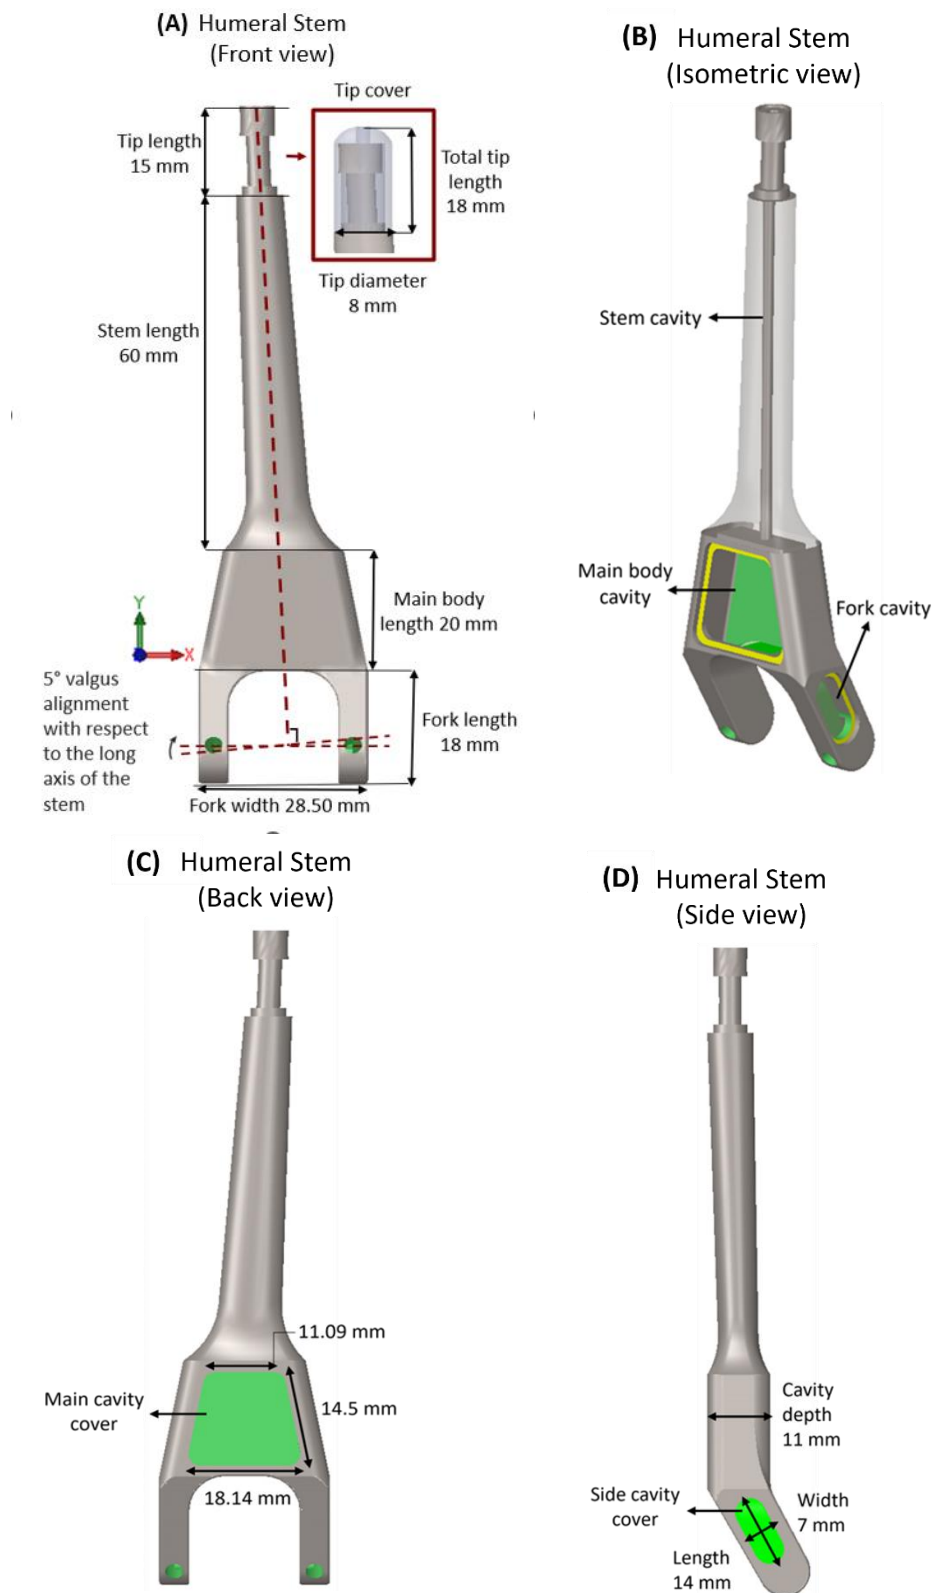 (A) Humeral Stem
(Front view)
Tip cover
Tip length
15 mm
Total tip
length
18 mm
Tip diameter
8 mm
Stem length
60 mm
Main body
length 20 mm
Y
X
5° valgus
alignment
with respect
to the long
axis of the
stem
Fork length
18 mm
Fork width 28.50 mm
(B) Humeral Stem
(Isometric view)
Stem cavity
Main body
cavity
Fork cavity
(C) Humeral Stem
(Back view)
11.09 mm
Main cavity
cover
14.5 mm
18.14 mm
(D) Humeral Stem
(Side view)
Cavity
depth
11 mm
Side cavity
cover
Width
7 mm
Length
14 mm